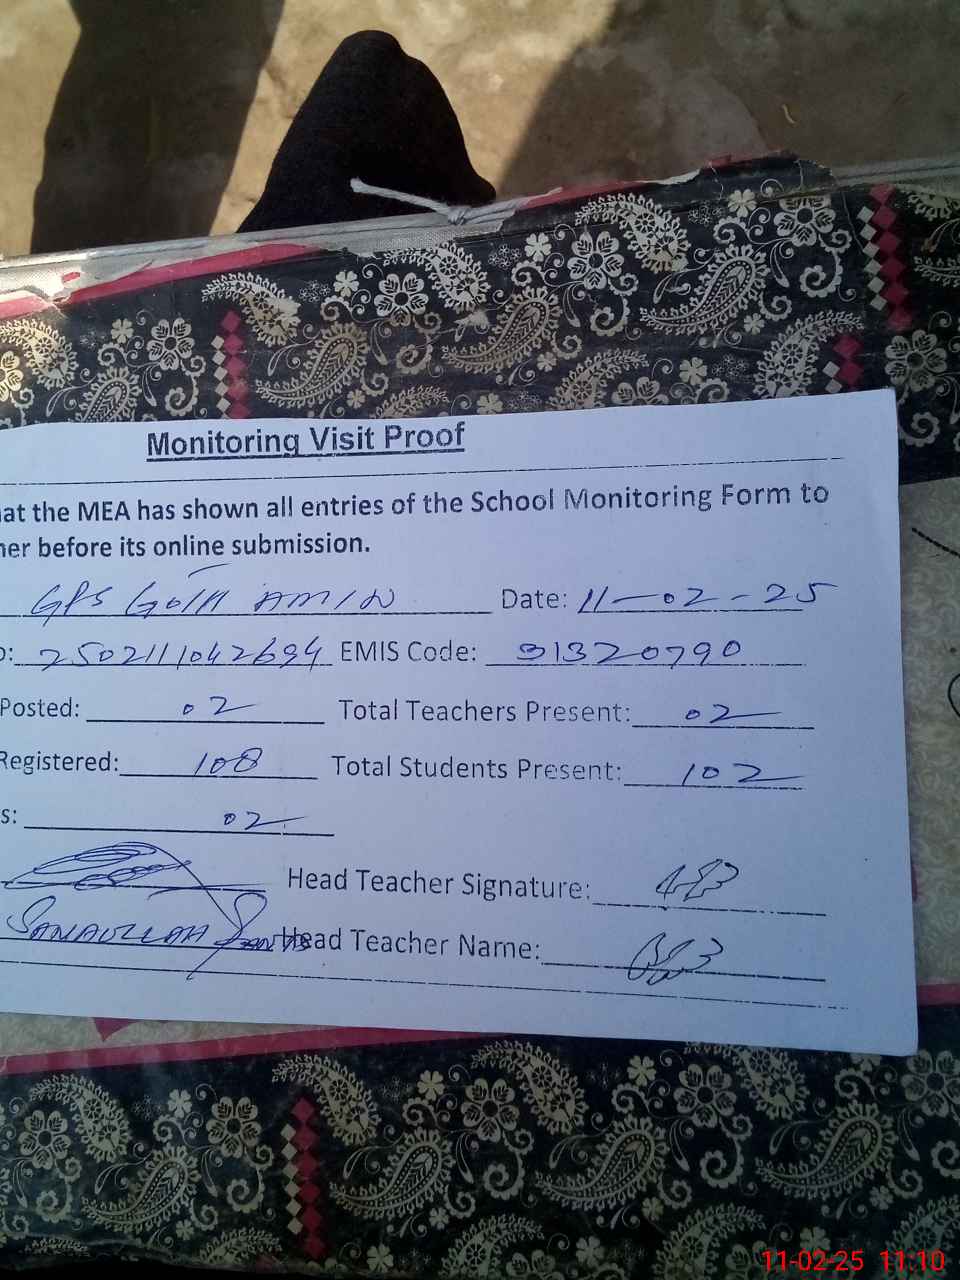 Monitoring Visit Proof
at the MEA has shown all entries of the School Monitoring Form to
her before its online submission.
GPS Goth AMIN Date: 11-02-25
2502111042694 EMIS Code: 31320790
Posted: 02 Total Teachers Present: 02
Registered: 108 Total Students Present: 102
s: 02
Head Teacher Signature:
SANAULLAH Head Teacher Name:
11-02-25 11:10